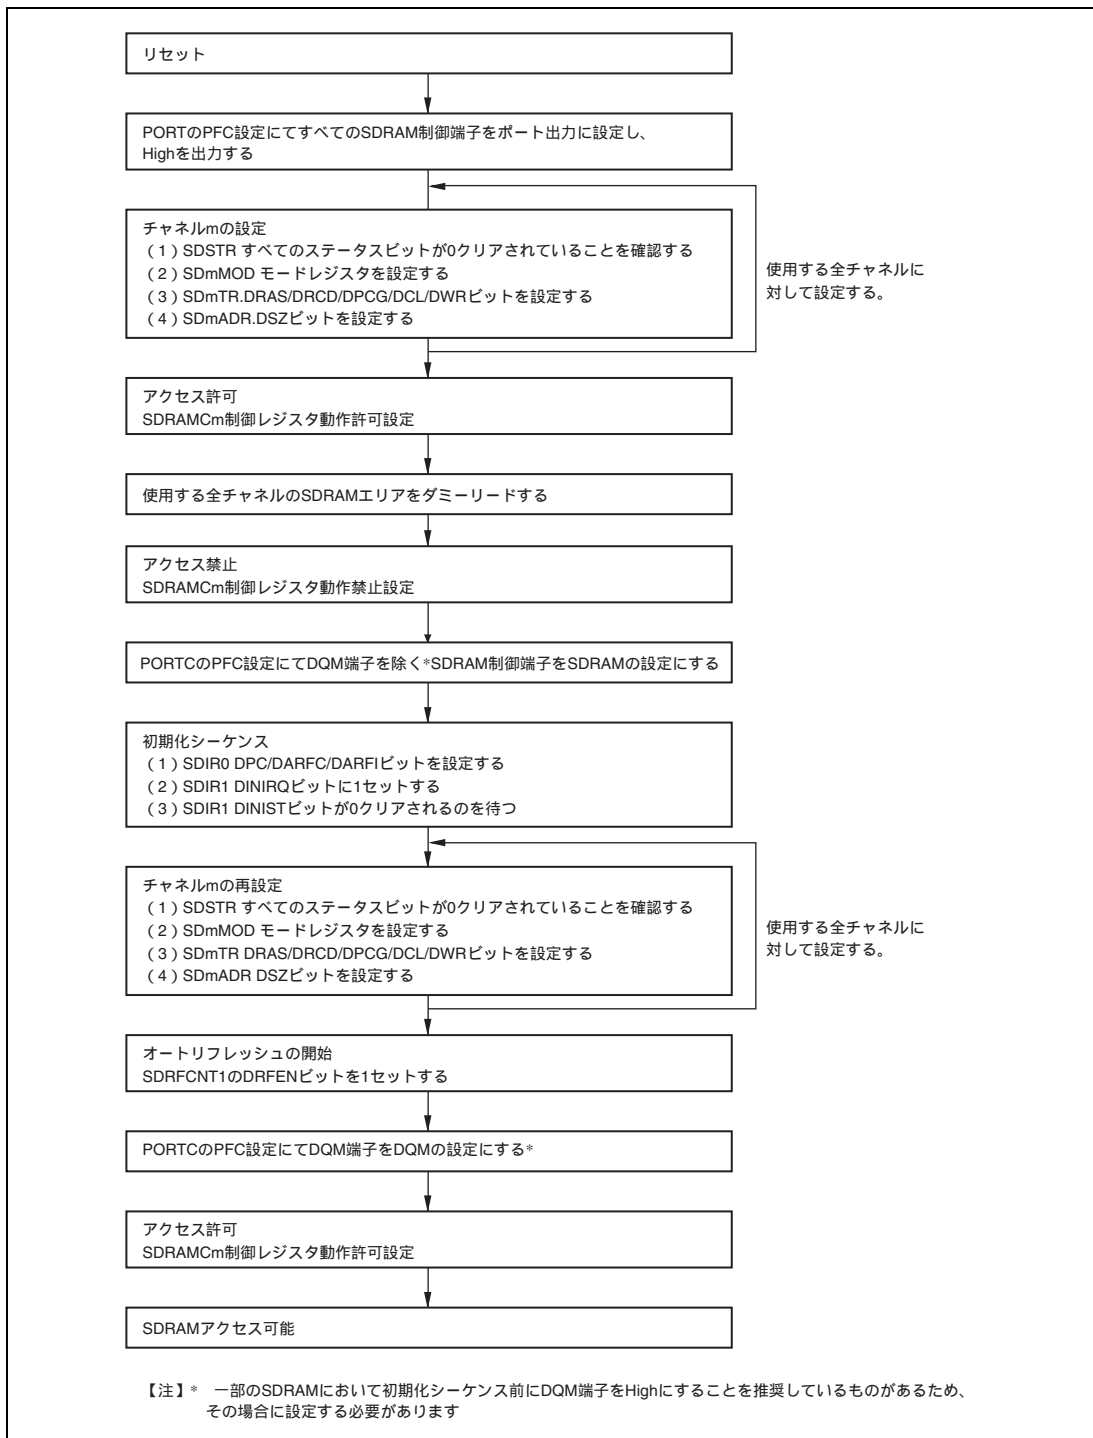 リセット
PORTのPFC設定にてすべてのSDRAM制御端子をポート出力に設定し、
Highを出力する
チャネルmの設定
（1）SDSTR すべてのステータスビットが0クリアされていることを確認する
（2）SDmMOD モードレジスタを設定する
（3）SDmTR.DRAS/DRCD/DPCG/DCL/DWRビットを設定する
（4）SDmADR.DSZビットを設定する
使用する全チャネルに
対して設定する。
アクセス許可
SDRAMCm制御レジスタ動作許可設定
使用する全チャネルのSDRAMエリアをダミーリードする
アクセス禁止
SDRAMCm制御レジスタ動作禁止設定
PORTCのPFC設定にてDQM端子を除く*SDRAM制御端子をSDRAMの設定にする
初期化シーケンス
（1）SDIR0 DPC/DARFC/DARFIビットを設定する
（2）SDIR1 DINIRQビットに1セットする
（3）SDIR1 DINISTビットが0クリアされるのを待つ
チャネルmの再設定
（1）SDSTR すべてのステータスビットが0クリアされていることを確認する
（2）SDmMOD モードレジスタを設定する
（3）SDmTR DRAS/DRCD/DPCG/DCL/DWRビットを設定する
（4）SDmADR DSZビットを設定する
使用する全チャネルに
対して設定する。
オートリフレッシュの開始
SDRFCNT1のDRFENビットを1セットする
PORTCのPFC設定にてDQM端子をDQMの設定にする*
アクセス許可
SDRAMCm制御レジスタ動作許可設定
SDRAMアクセス可能
【注】* 一部のSDRAMにおいて初期化シーケンス前にDQM端子をHighにすることを推奨しているものがあるため、
その場合に設定する必要があります